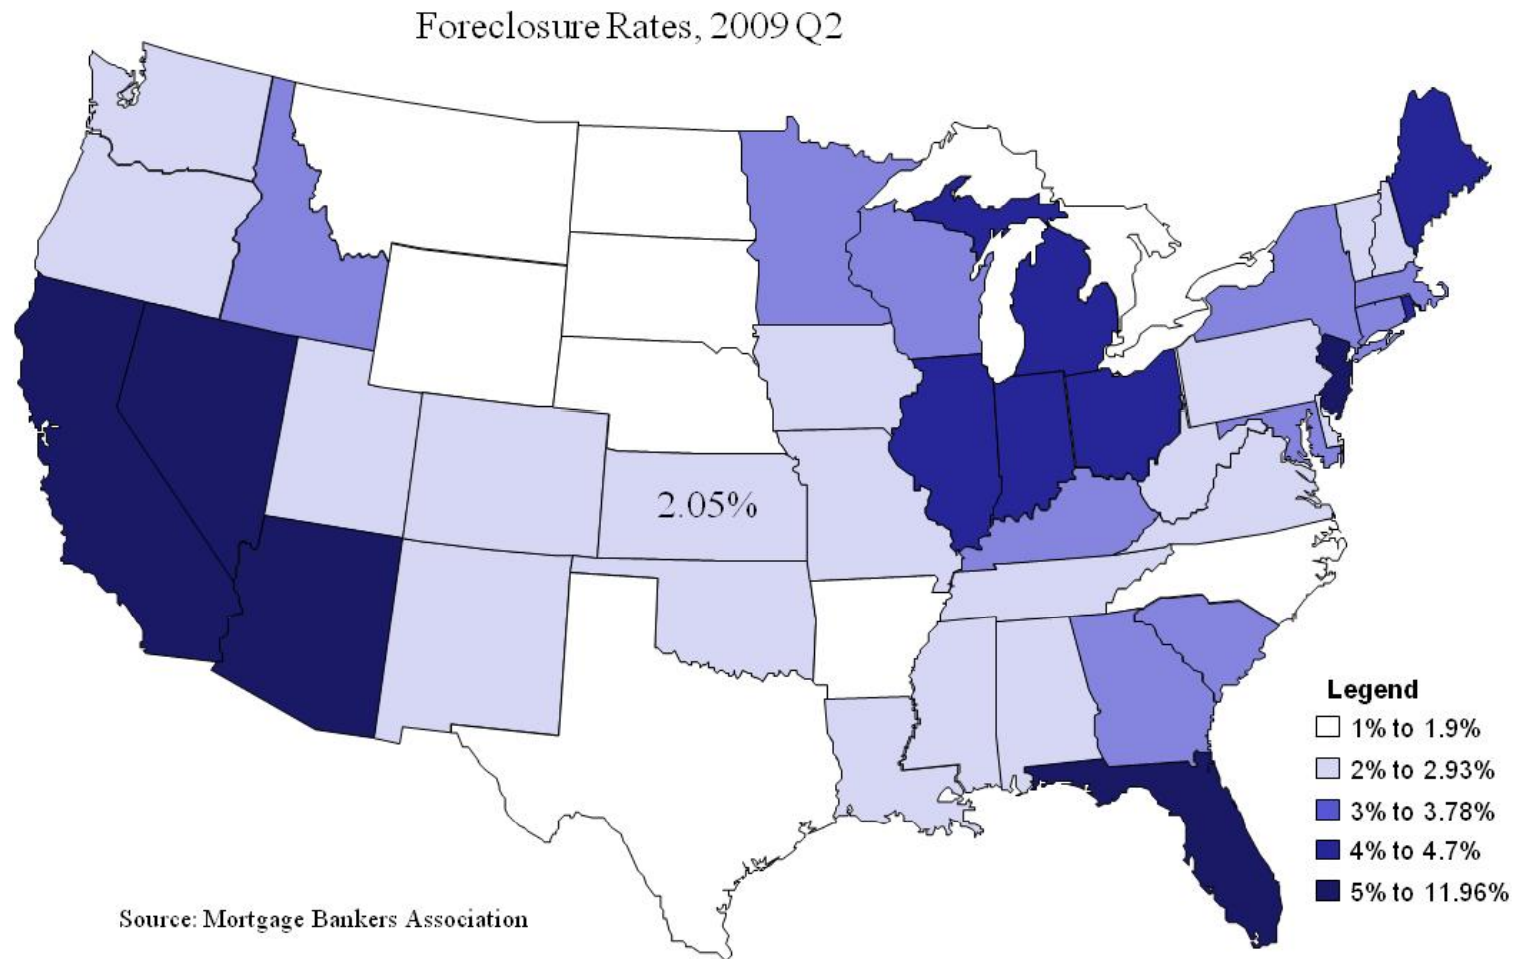 Foreclosure Rates, 2009 Q2
2.05%
Legend
1% to 1.9%
2% to 2.93%
3% to 3.78%
4% to 4.7%
5% to 11.96%
Source: Mortgage Bankers Association